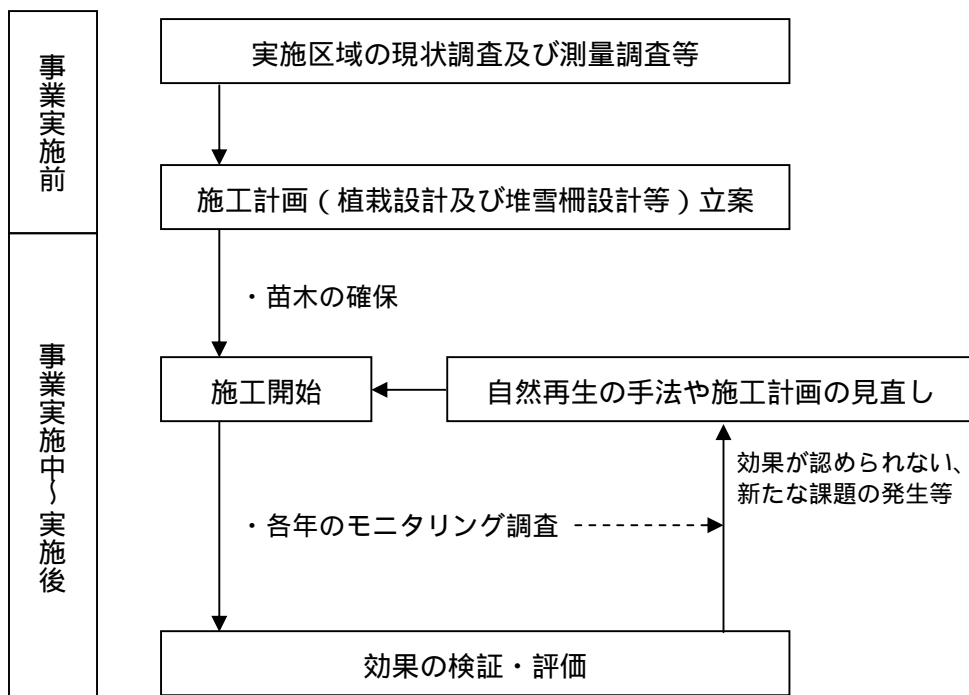 事業実施前
実施区域の現状調査及び測量調査等
施工計画(植栽設計及び堆雪柵設計等)立案
事業実施中~実施後
・苗木の確保
施工開始
自然再生の手法や施工計画の見直し
効果が認められない、
新たな課題の発生等
・各年のモニタリング調査
効果の検証・評価